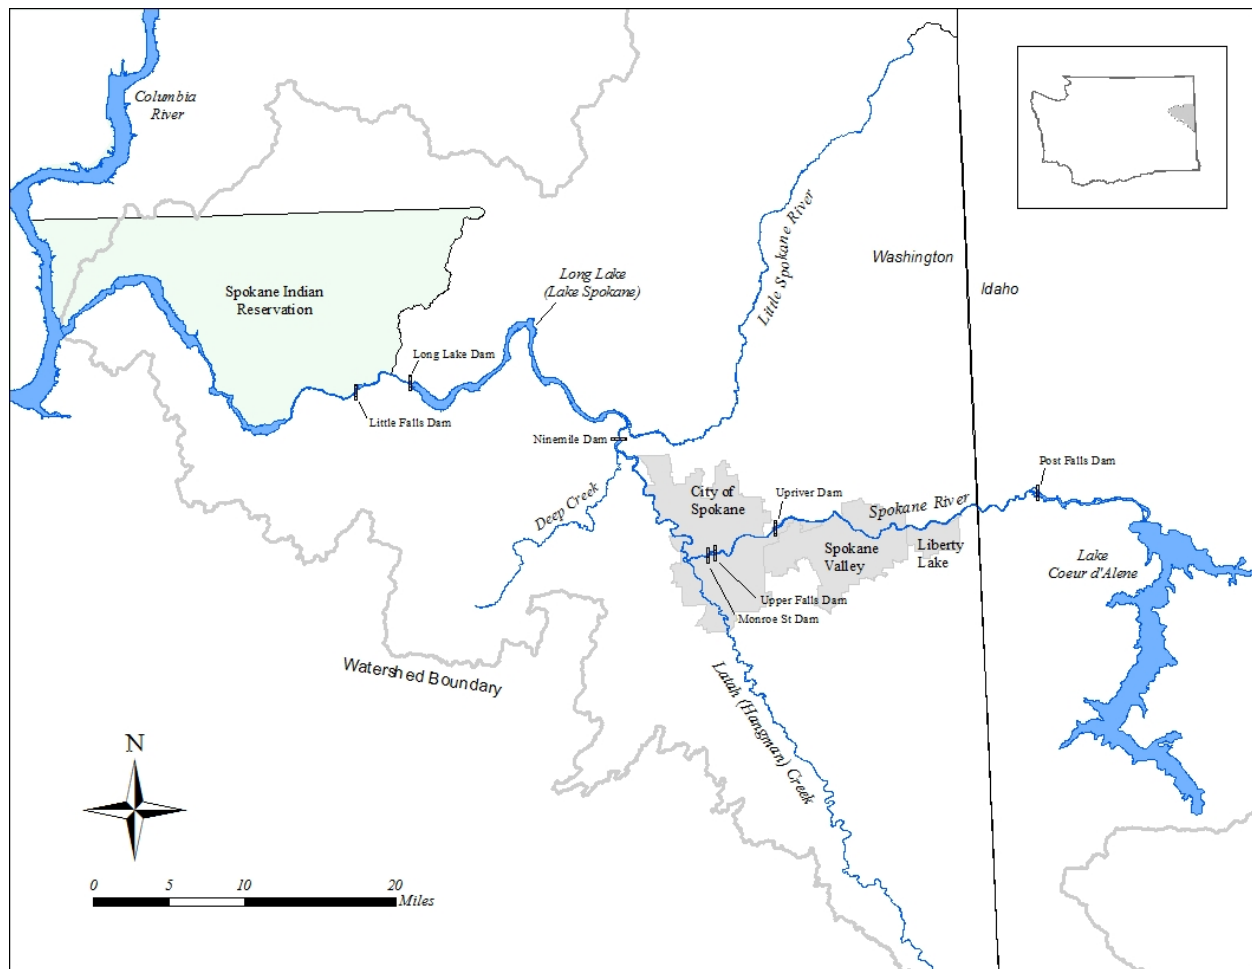 Columbia
River
Little Spokane River
Washington
Idaho
Long Lake
(Lake Spokane)
Spokane Indian
Reservation
Long Lake Dam
Little Falls Dam
Ninemile Dam
Post Falls Dam
City of
Spokane
Upriver Dam
Spokane River
Deep Creek
Spokane
Valley
Liberty
Lake
Lake
Coeur d'Alene
Upper Falls Dam
Monroe St Dam
Watershed Boundary
Latah (Hangman) Creek
N
0 5 10 20
Miles